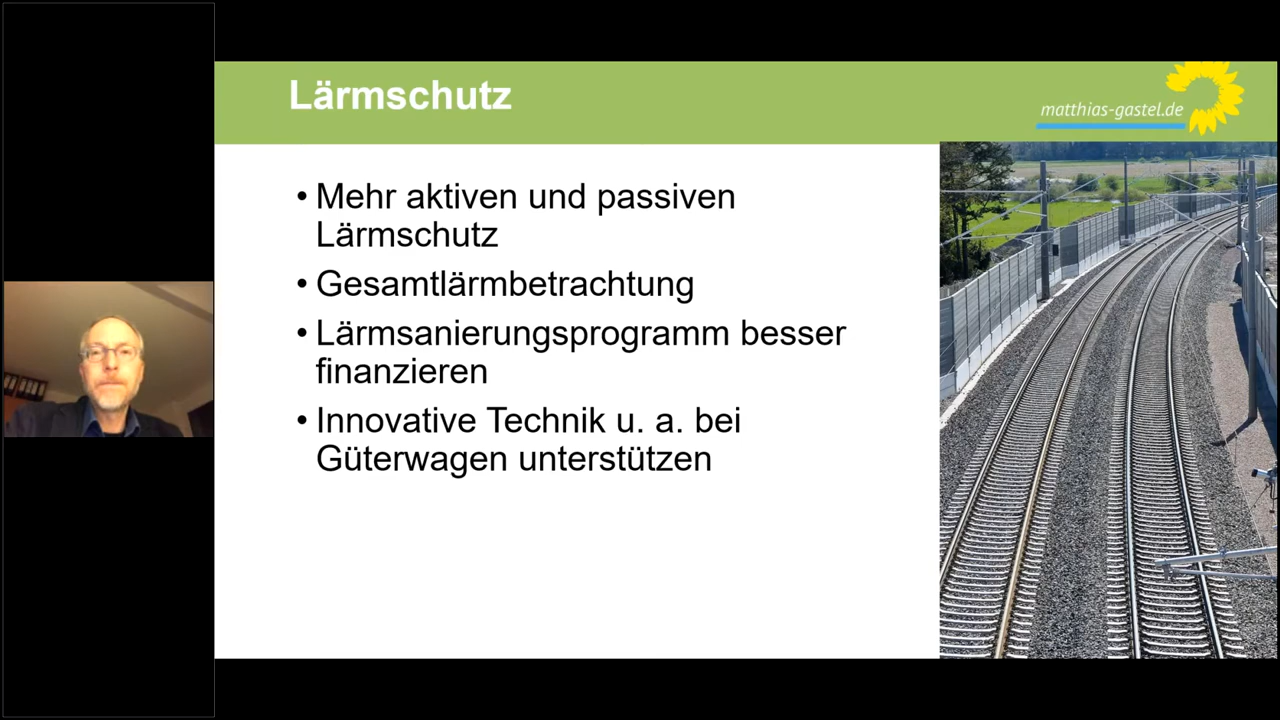 Lärmschutz
matthias-gastel.de
• Mehr aktiven und passiven
Lärmschutz
• Gesamtlärmbetrachtung
• Lärmsanierungsprogramm besser
finanzieren
• Innovative Technik u. a. bei
Güterwagen unterstützen